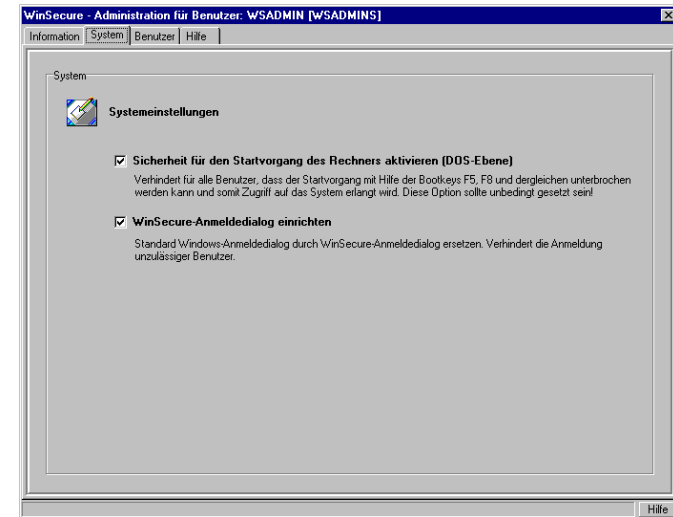 WinSecure - Administration für Benutzer: WSADMIN [WSADMINS]
Information System Benutzer Hilfe
System
Systemeinstellungen
Sicherheit für den Startvorgang des Rechners aktivieren (DOS-Ebene)
Verhindert für alle Benutzer, dass der Startvorgang mit Hilfe der Bootkeys F5, F8 und dergleichen unterbrochen
werden kann und somit Zugriff auf das System erlangt wird. Diese Option sollte unbedingt gesetzt sein!
WinSecure-Anmeldedialog einrichten
Standard Windows-Anmeldedialog durch WinSecure-Anmeldedialog ersetzen. Verhindert die Anmeldung
unzulässiger Benutzer.
Hilfe